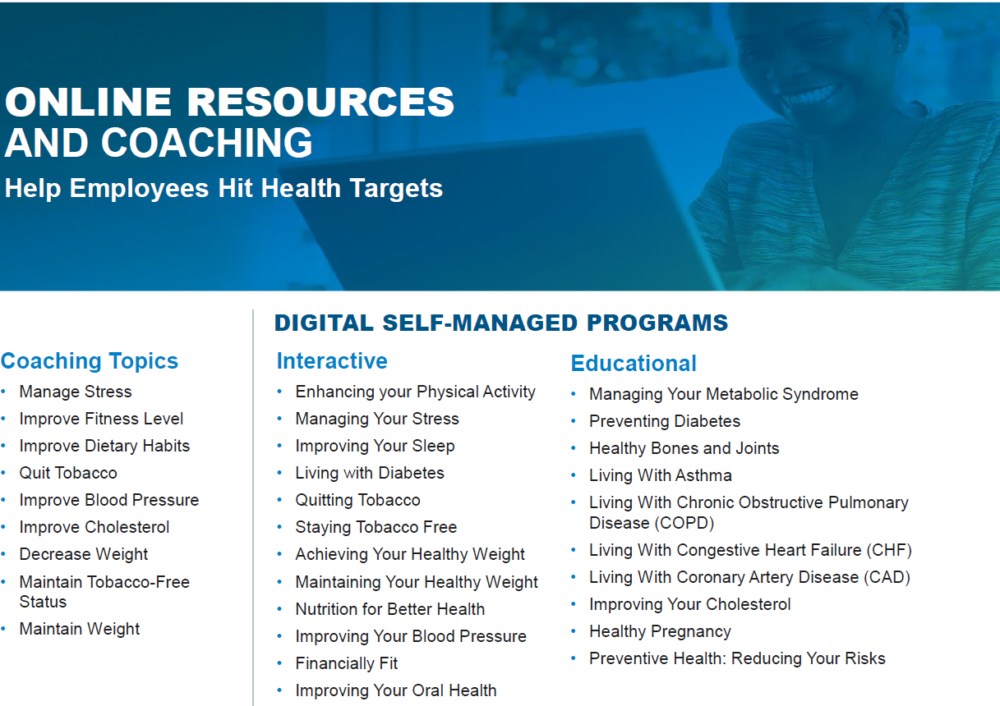 ONLINE RESOURCES
AND COACHING
Help Employees Hit Health Targets
DIGITAL SELF-MANAGED PROGRAMS
Coaching Topics
• Manage Stress
• Improve Fitness Level
• Improve Dietary Habits
• Quit Tobacco
• Improve Blood Pressure
• Improve Cholesterol
• Decrease Weight
• Maintain Tobacco-Free
Status
• Maintain Weight
Interactive
• Enhancing your Physical Activity
• Managing Your Stress
• Improving Your Sleep
• Living with Diabetes
• Quitting Tobacco
• Staying Tobacco Free
• Achieving Your Healthy Weight
• Maintaining Your Healthy Weight
• Nutrition for Better Health
• Improving Your Blood Pressure
• Financially Fit
• Improving Your Oral Health
Educational
• Managing Your Metabolic Syndrome
• Preventing Diabetes
• Healthy Bones and Joints
• Living With Asthma
• Living With Chronic Obstructive Pulmonary
Disease (COPD)
• Living With Congestive Heart Failure (CHF)
• Living With Coronary Artery Disease (CAD)
• Improving Your Cholesterol
• Healthy Pregnancy
• Preventive Health: Reducing Your Risks